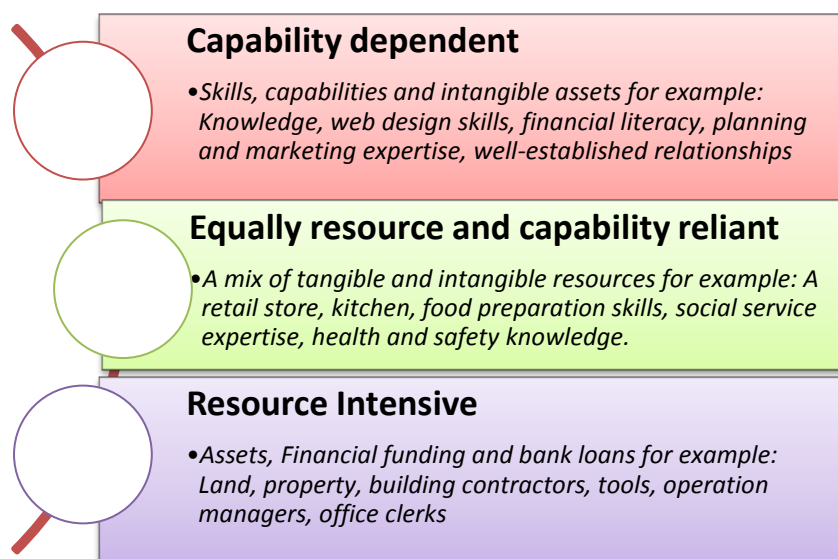 Capability dependent
•Skills, capabilities and intangible assets for example:
Knowledge, web design skills, financial literacy, planning
and marketing expertise, well-established relationships
Equally resource and capability reliant
•A mix of tangible and intangible resources for example: A
retail store, kitchen, food preparation skills, social service
expertise, health and safety knowledge.
Resource Intensive
•Assets, Financial funding and bank loans for example:
Land, property, building contractors, tools, operation
managers, office clerks